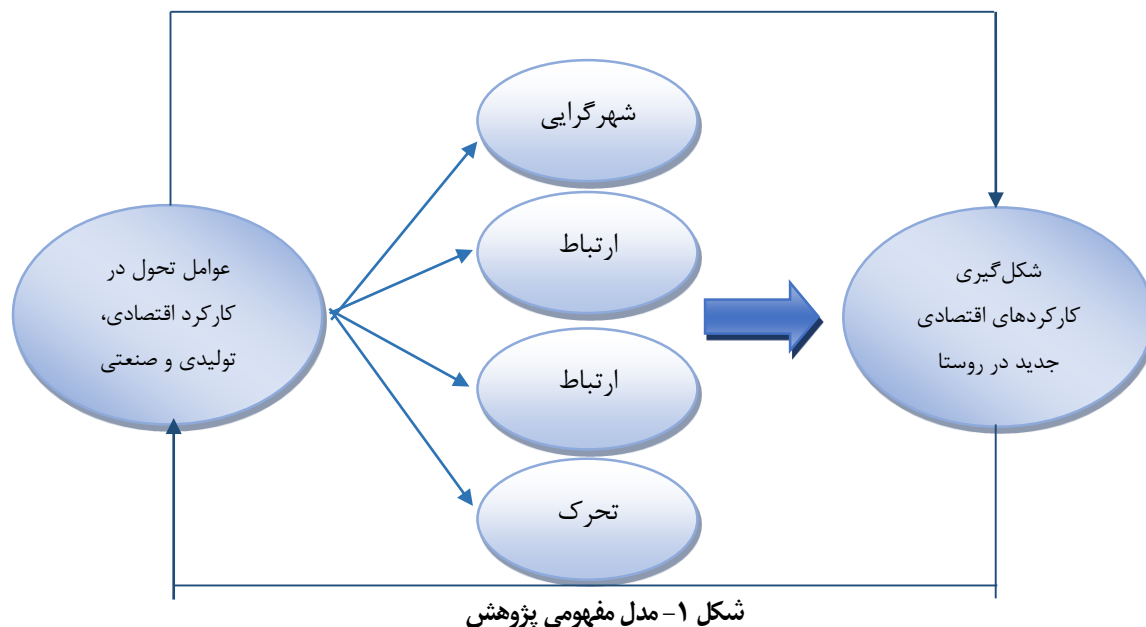 شهرگرایی
ارتباط
ارتباط
تحرک
عوامل تحول در
کارکرد اقتصادی،
تولیدی و صنعتی
شکل‌گیری
کارکردهای اقتصادی
جدید در روستا
شکل ۱- مدل مفهومی پژوهش